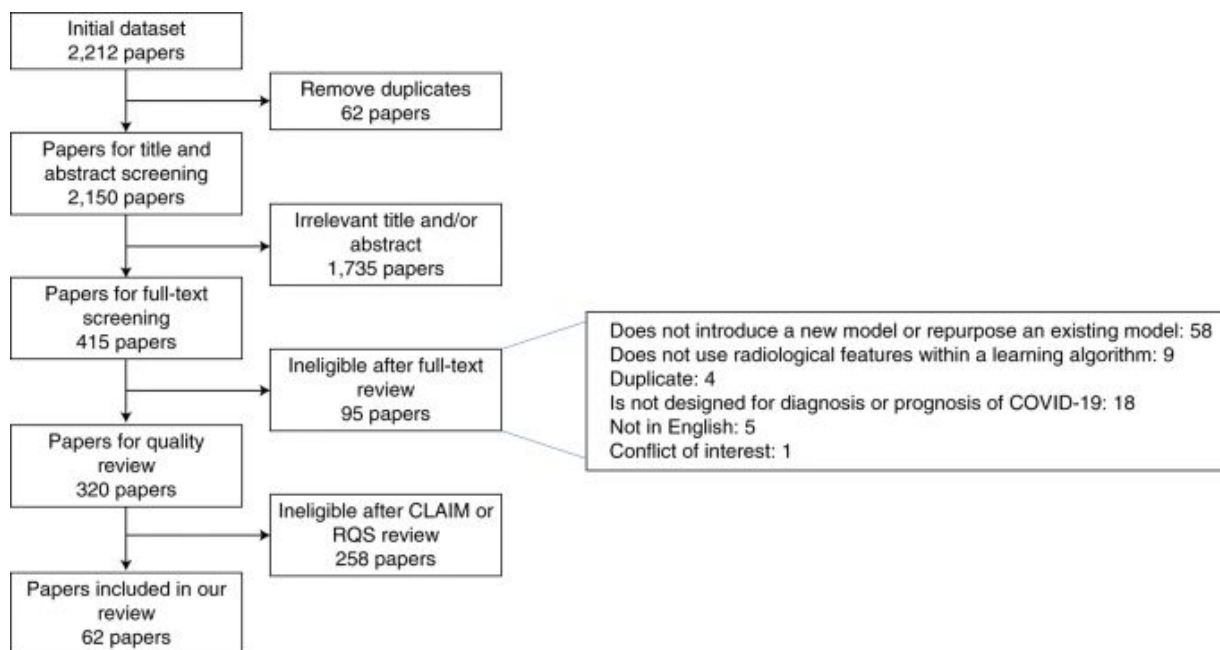 Initial dataset
2,212 papers
Remove duplicates
62 papers
Papers for title and
abstract screening
2,150 papers
Irrelevant title and/or
abstract
1,735 papers
Papers for full-text
screening
415 papers
Ineligible after full-text
review
95 papers
Does not introduce a new model or repurpose an existing model: 58
Does not use radiological features within a learning algorithm: 9
Duplicate: 4
Is not designed for diagnosis or prognosis of COVID-19: 18
Not in English: 5
Conflict of interest: 1
Papers for quality
review
320 papers
Ineligible after CLAIM or
RQS review
258 papers
Papers included in our
review
62 papers